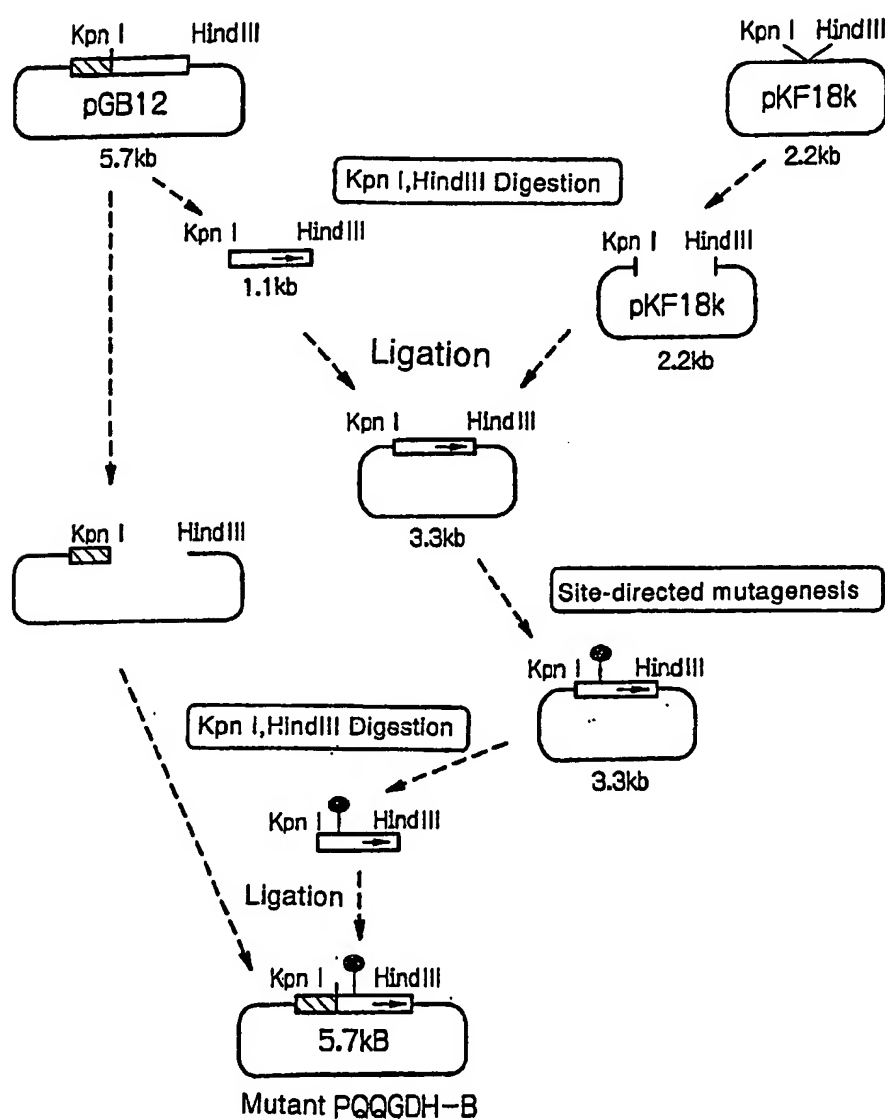 Kpn I HindIII
pGB12
5.7kb
Kpn I HindIII
pKF18k
2.2kb
Kpn I,HindIII Digestion
Kpn I HindIII
1.1kb
Kpn I HindIII
pKF18k
2.2kb
Ligation
Kpn I HindIII
3.3kb
Kpn I HindIII
Site-directed mutagenesis
Kpn I HindIII
3.3kb
Kpn I,HindIII Digestion
Kpn I HindIII
Ligation
Kpn I HindIII
5.7kB
Mutant PQQGDH-B